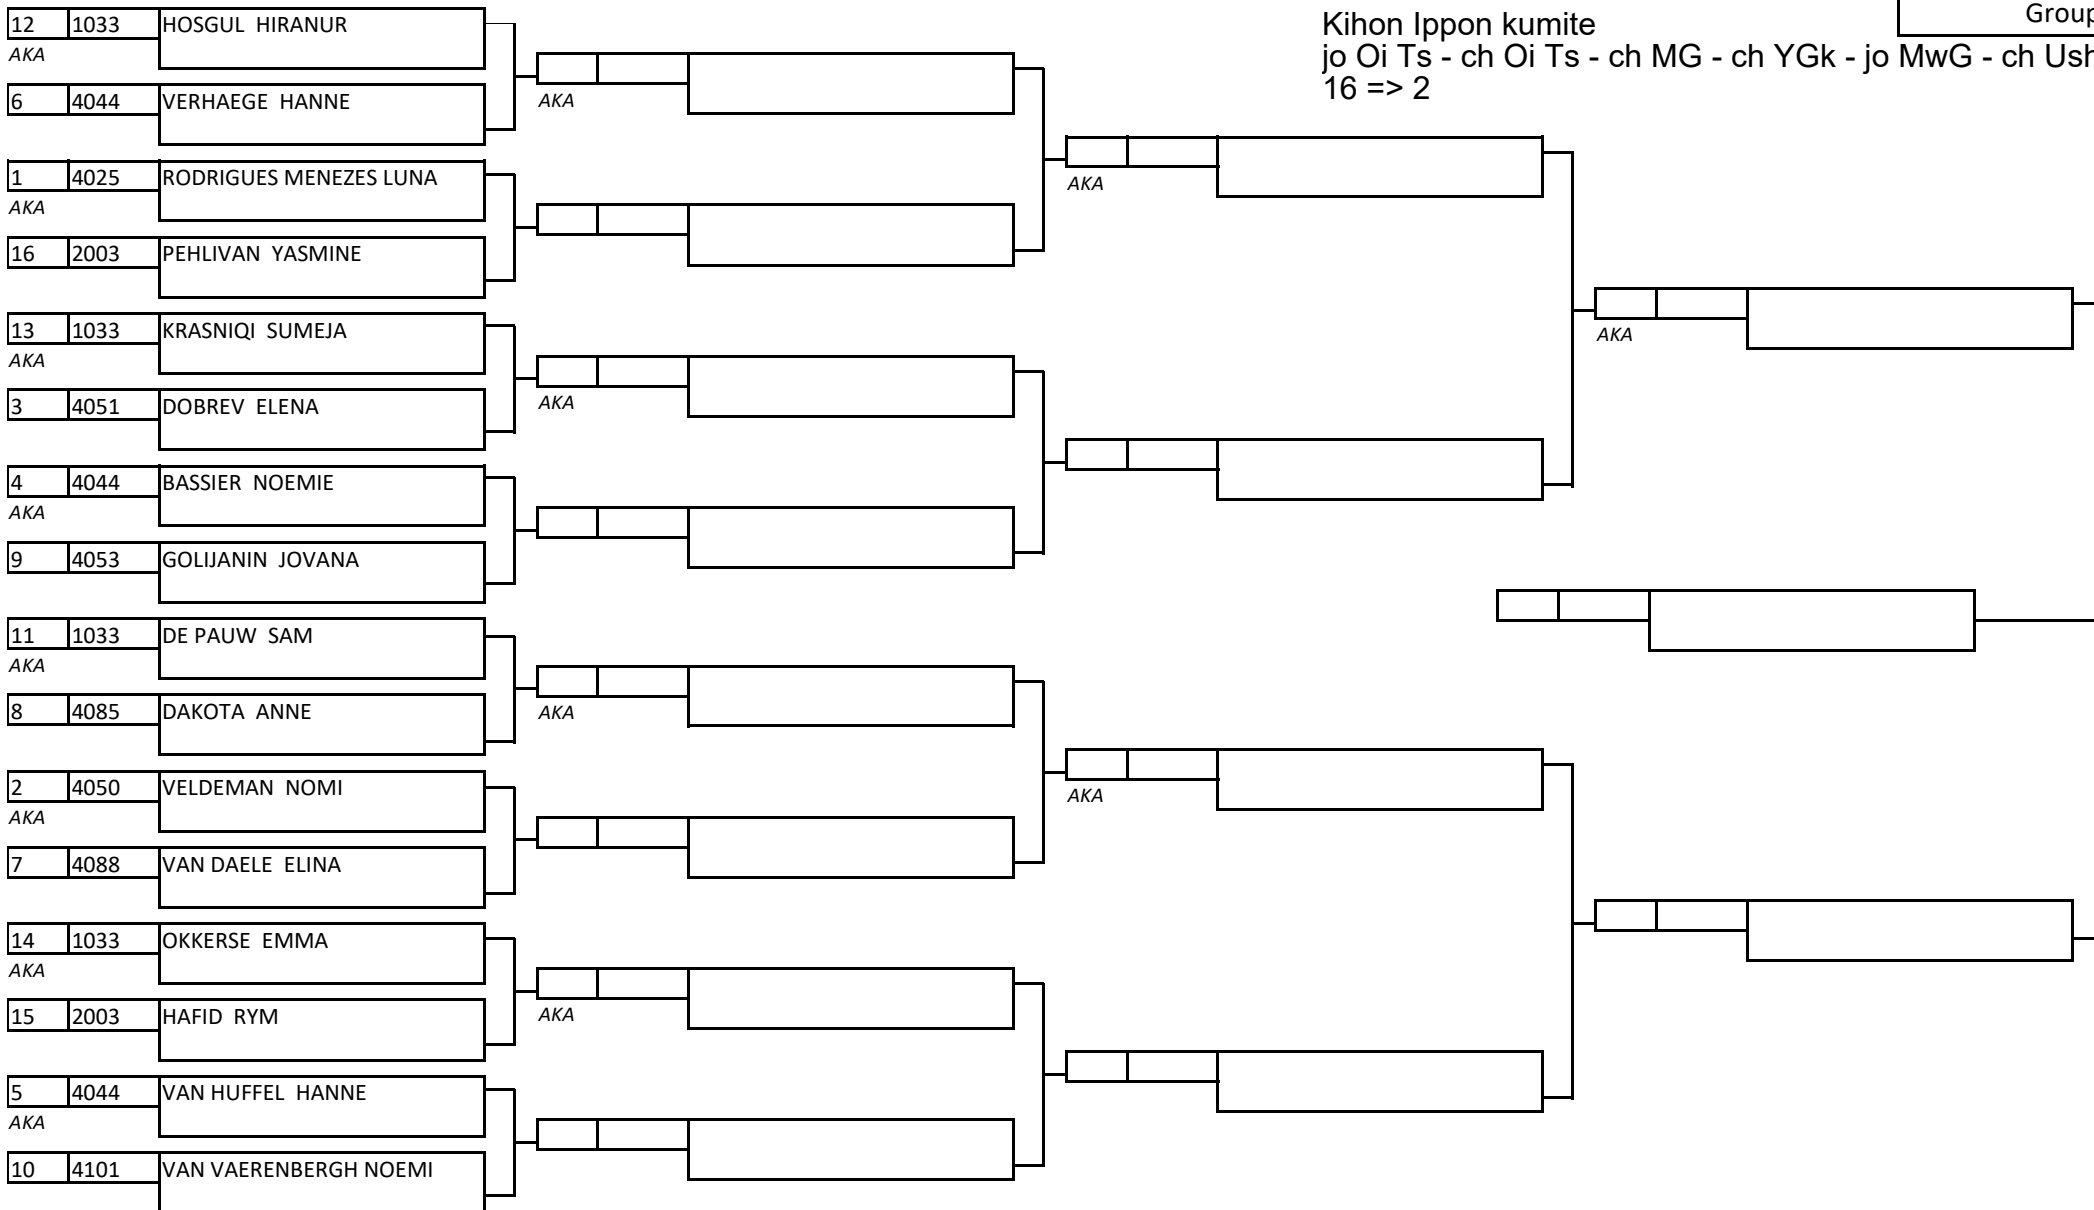 Kihon Ippon kumite
Group
jo Oi Ts - ch Oi Ts - ch MG - ch YGk - jo MwG - ch Ush
16 => 2
12 1033 HOSGUL HIRANUR
AKA
6 4044 VERHAEGE HANNE
AKA
1 4025 RODRIGUES MENEZES LUNA
AKA
AKA
16 2003 PEHLIVAN YASMINE
13 1033 KRASNIQI SUMEJA
AKA
AKA
3 4051 DOBREV ELENA
AKA
4 4044 BASSIER NOEMIE
AKA
9 4053 GOLIJANIN JOVANA
11 1033 DE PAUW SAM
AKA
8 4085 DAKOTA ANNE
AKA
2 4050 VELDEMAN NOMI
AKA
AKA
7 4088 VAN DAELE ELINA
14 1033 OKKERSE EMMA
AKA
15 2003 HAFID RYM
AKA
5 4044 VAN HUFFEL HANNE
AKA
10 4101 VAN VAERENBERGH NOEMI